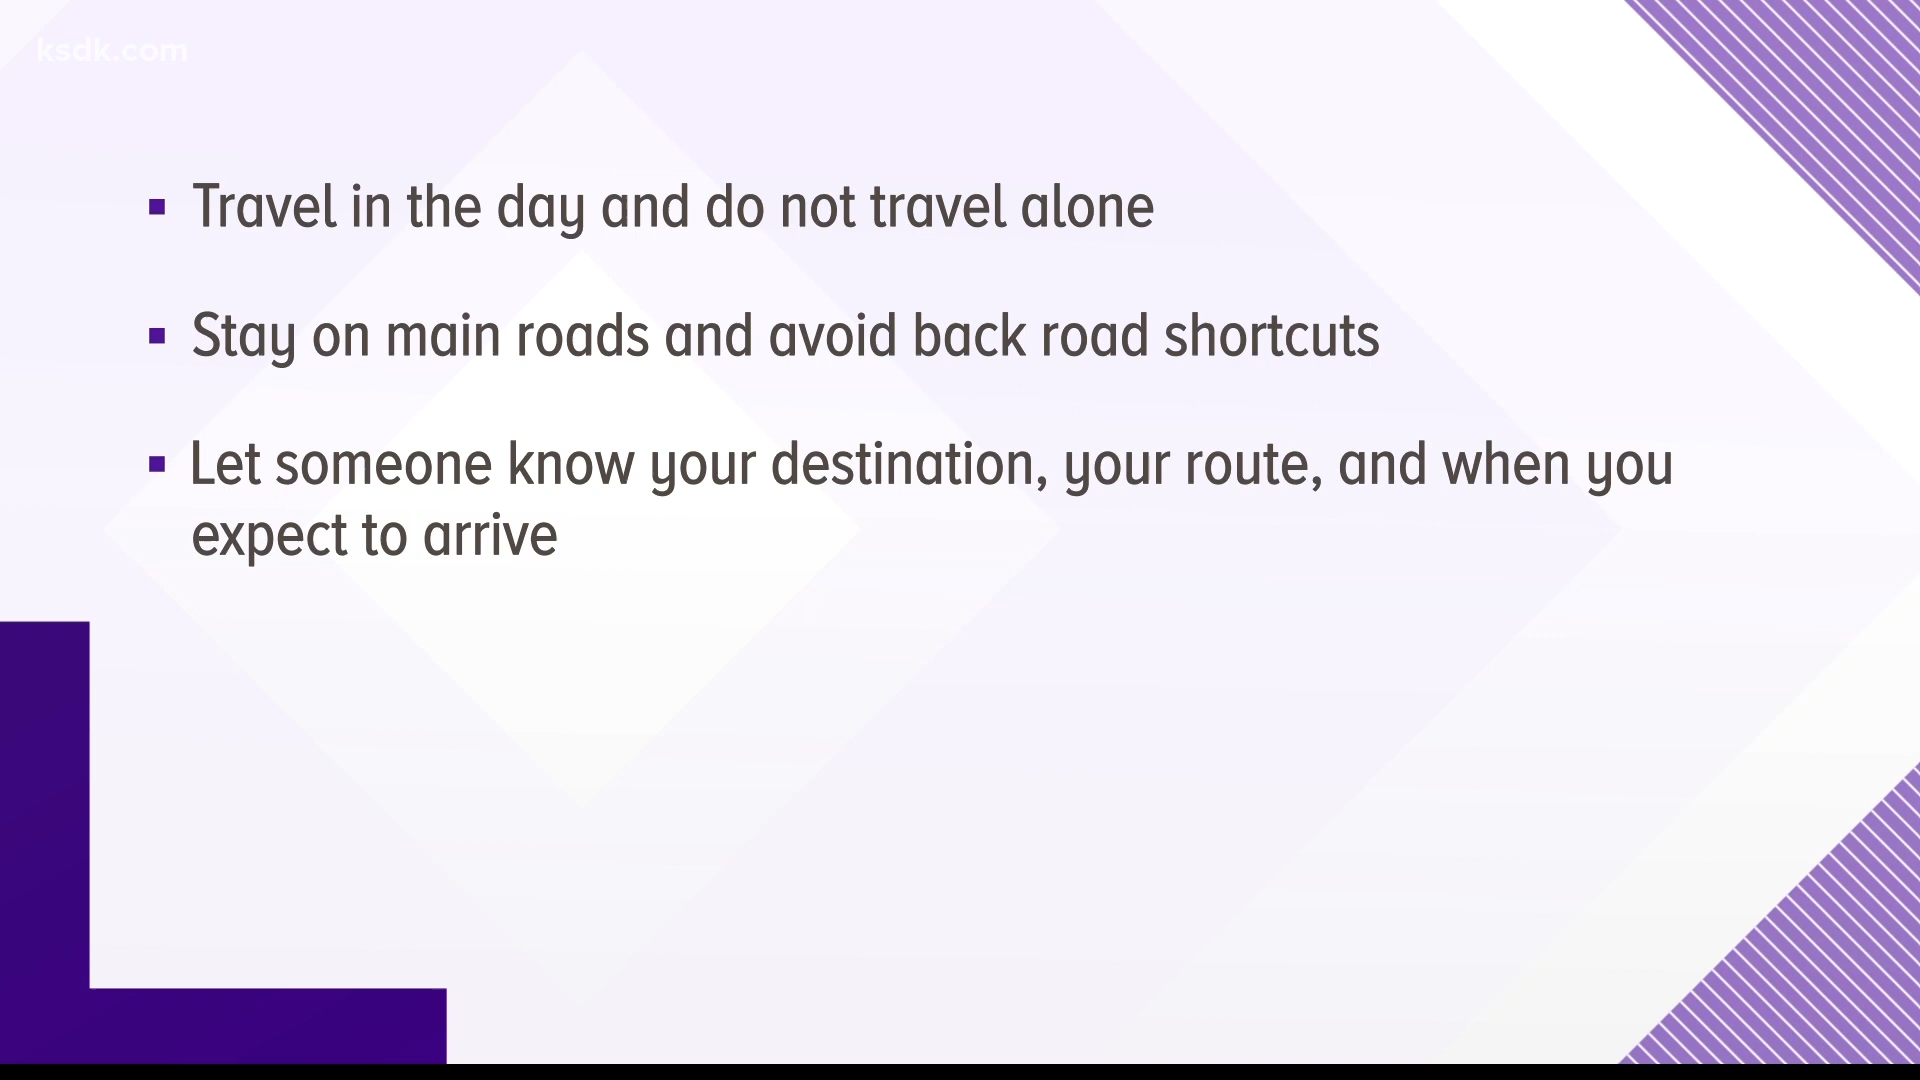 ksdk.com
Travel in the day and do not travel alone
Stay on main roads and avoid back road shortcuts
Let someone know your destination, your route, and when you
expect to arrive